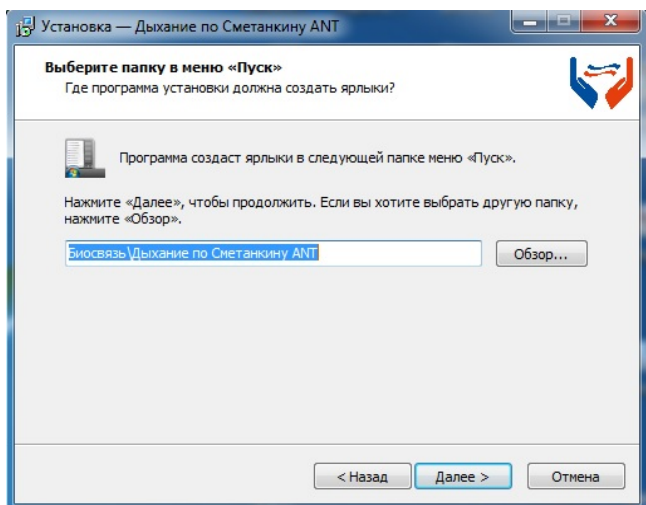 Установка — Дыхание по Сметанкину ANT
Выберите папку в меню «Пуск»
Где программа установки должна создать ярлыки?
Программа создаст ярлыки в следующей папке меню «Пуск».
Нажмите «Далее», чтобы продолжить. Если вы хотите выбрать другую папку,
нажмите «Обзор».
Биосвязь\Дыхание по Сметанкину ANT
Обзор...
< Назад
Далее >
Отмена